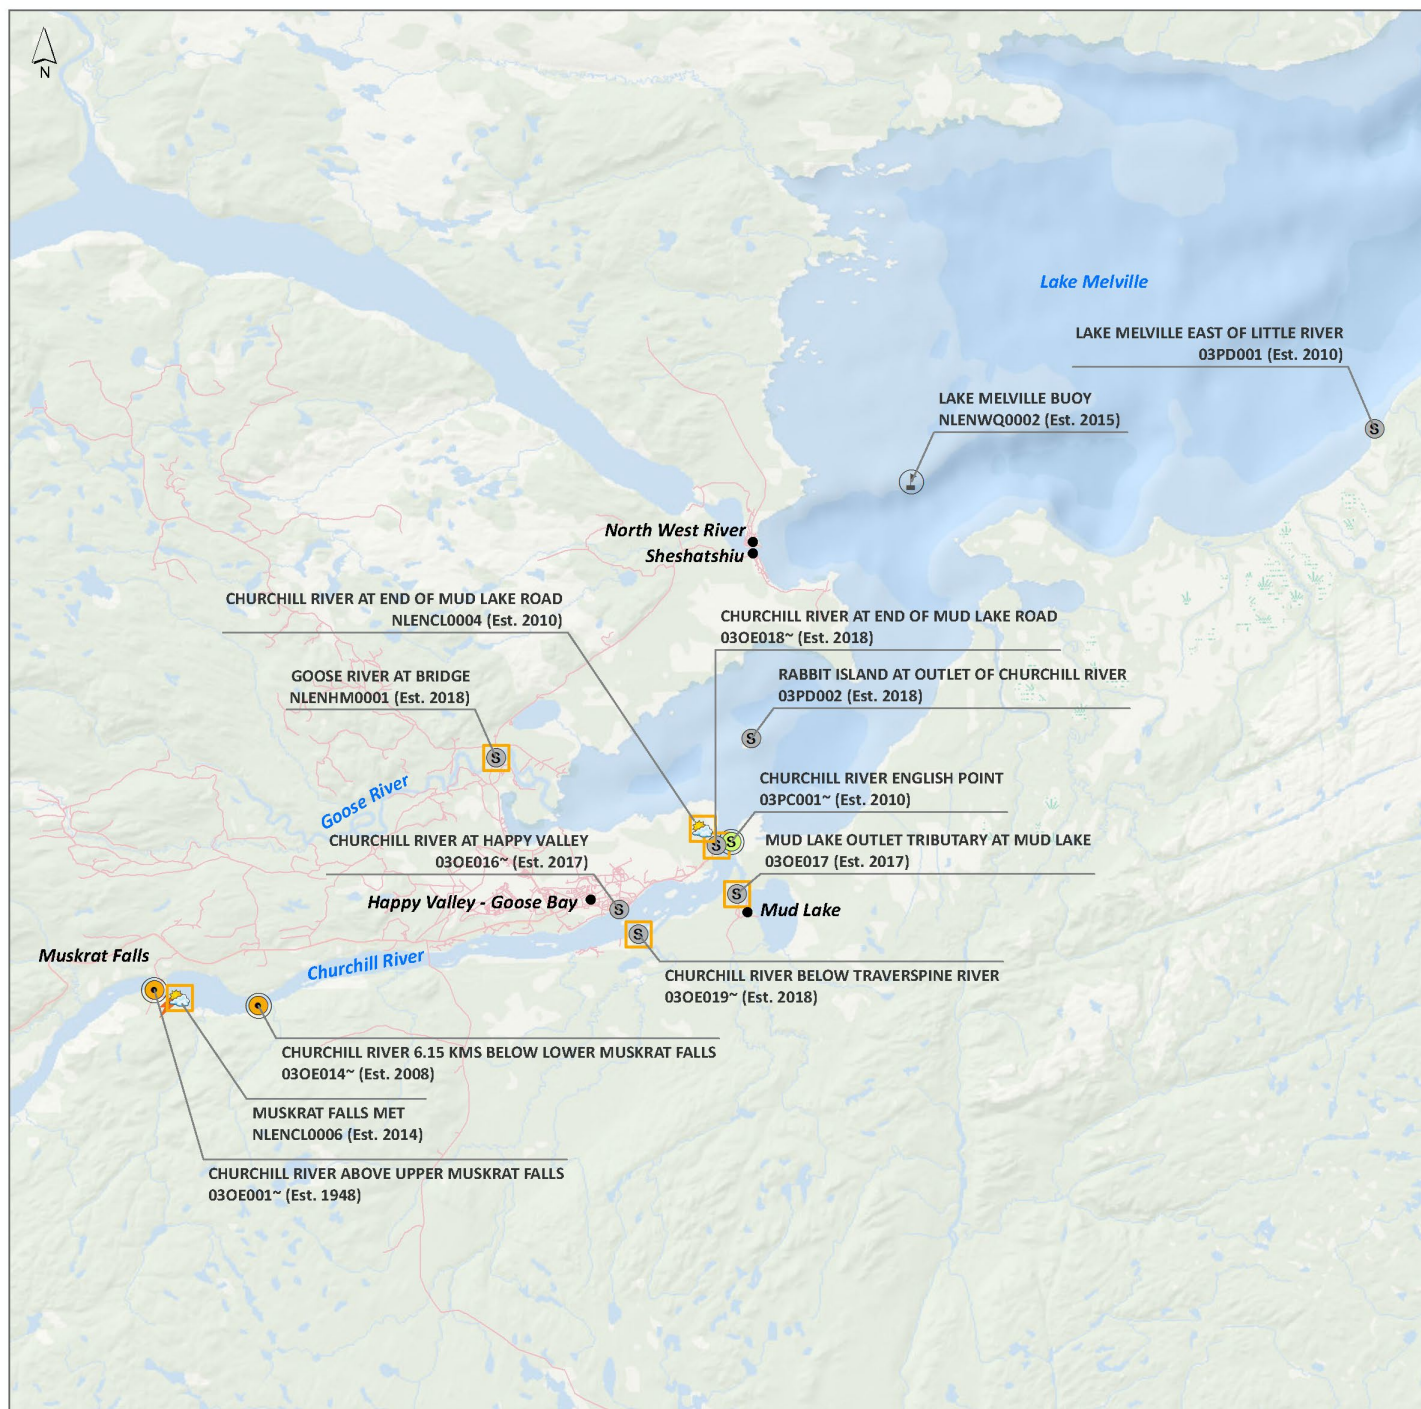 N
Lake Melville
LAKE MELVILLE EAST OF LITTLE RIVER
03PD001 (Est. 2010)
LAKE MELVILLE BUOY
NLENWQ0002 (Est. 2015)
S
North West River
Sheshatshiu
CHURCHILL RIVER AT END OF MUD LAKE ROAD
NLENCL0004 (Est. 2010)
CHURCHILL RIVER AT END OF MUD LAKE ROAD
03OE018~ (Est. 2018)
GOOSE RIVER AT BRIDGE
NLENHM0001 (Est. 2018)
RABBIT ISLAND AT OUTLET OF CHURCHILL RIVER
03PD002 (Est. 2018)
S
S
Goose River
CHURCHILL RIVER ENGLISH POINT
03PC001~ (Est. 2010)
CHURCHILL RIVER AT HAPPY VALLEY
03OE016~ (Est. 2017)
S
S
MUD LAKE OUTLET TRIBUTARY AT MUD LAKE
03OE017 (Est. 2017)
S
Happy Valley - Goose Bay
S
Mud Lake
S
Muskrat Falls
Churchill River
CHURCHILL RIVER BELOW TRAVERSPINE RIVER
03OE019~ (Est. 2018)
CHURCHILL RIVER 6.15 KMS BELOW LOWER MUSKRAT FALLS
03OE014~ (Est. 2008)
MUSKRAT FALLS MET
NLENCL0006 (Est. 2014)
CHURCHILL RIVER ABOVE UPPER MUSKRAT FALLS
03OE001~ (Est. 1948)